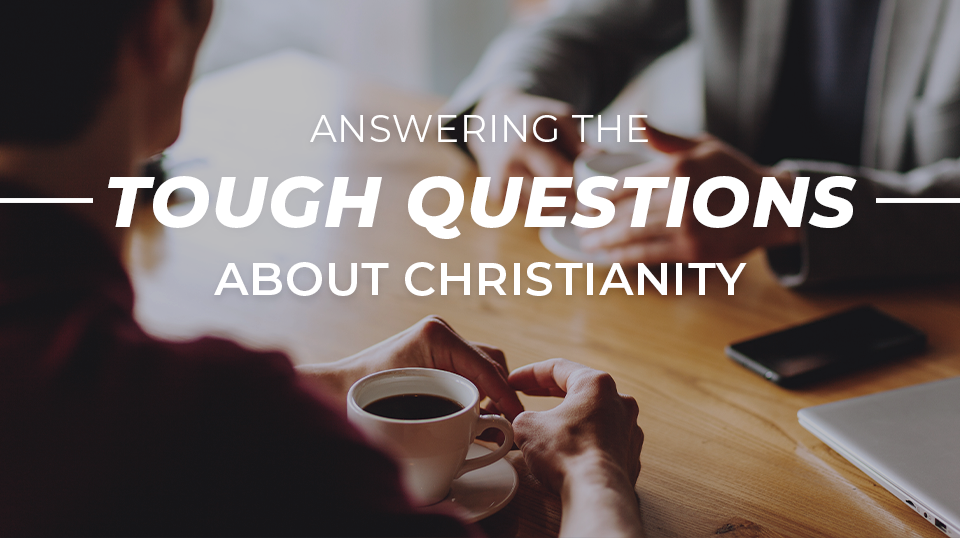 ANSWERING THE
TOUGH QUESTIONS
ABOUT CHRISTIANITY